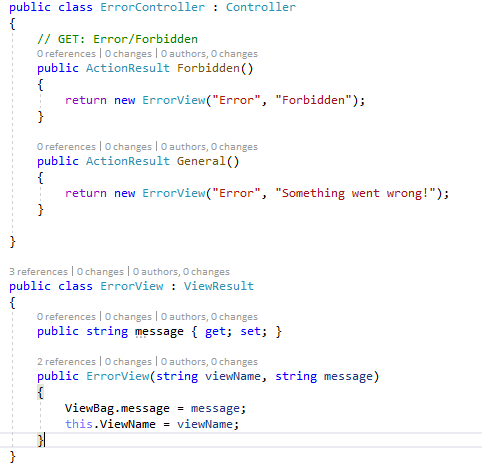 public class ErrorController : Controller
{
// GET: Error/Forbidden
0 references | 0 changes | 0 authors, 0 changes
public ActionResult Forbidden()
{
return new ErrorView("Error", "Forbidden");
}
0 references | 0 changes | 0 authors, 0 changes
public ActionResult General()
{
return new ErrorView("Error", "Something went wrong!");
}
}
3 references | 0 changes | 0 authors, 0 changes
public class ErrorView : ViewResult
{
0 references | 0 changes | 0 authors, 0 changes
public string message { get; set; }
2 references | 0 changes | 0 authors, 0 changes
public ErrorView(string viewName, string message)
{
ViewBag.message = message;
this.ViewName = viewName;
}
}